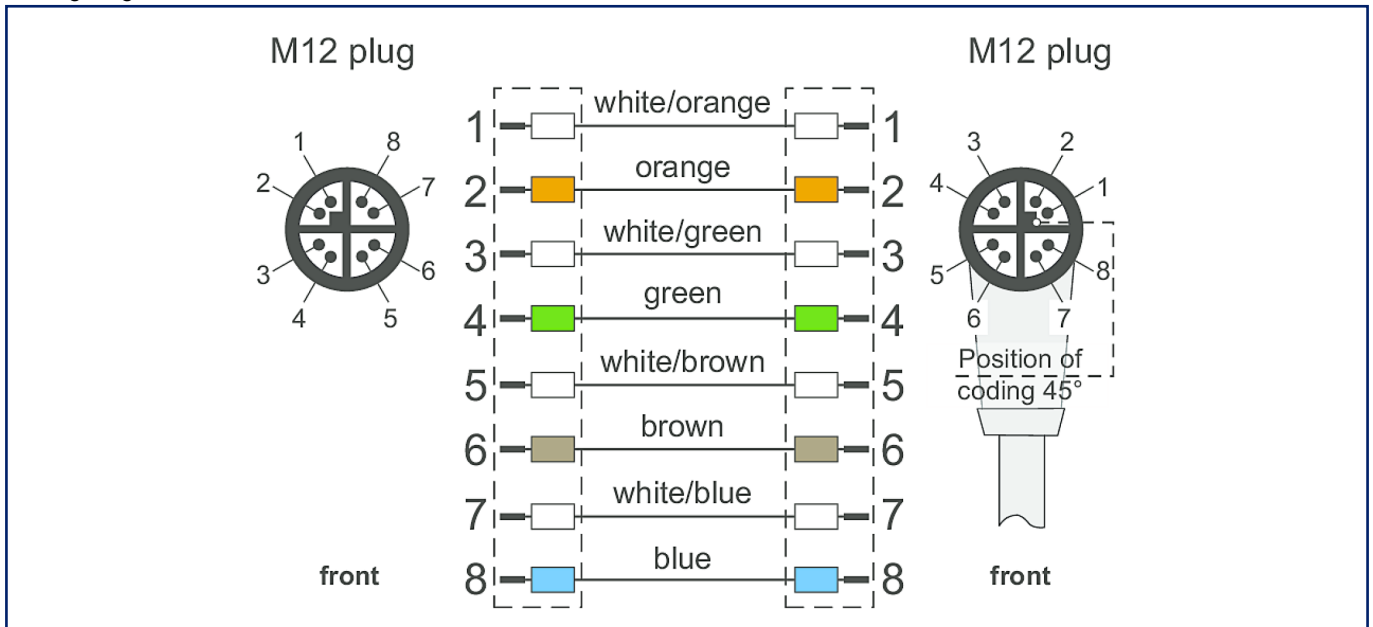 M12 plug
M12 plug
1 white/orange 1
2 orange 2
3 white/green 3
4 green 4
5 white/brown 5
6 brown 6
7 white/blue 7
8 blue 8
1 8
2 7
3 6
4 5
3 2
4 1
5 8
6 7
Position of
coding 45°
front
front